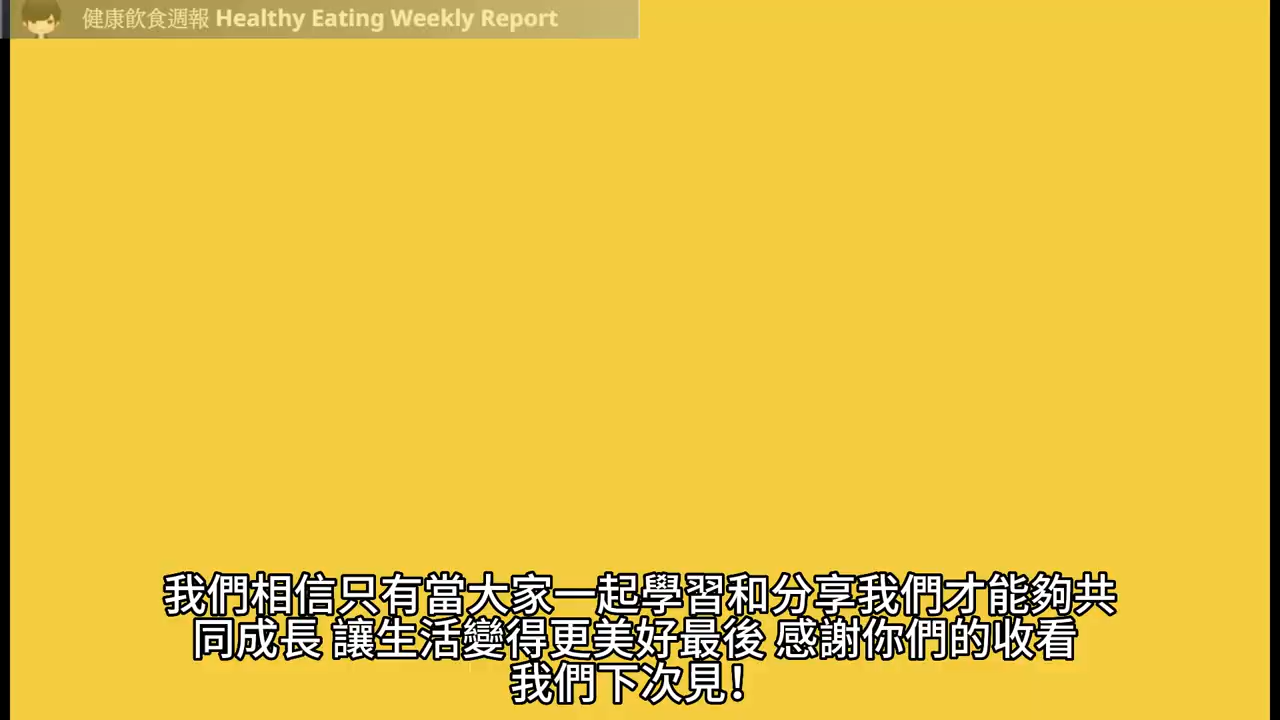 健康飲食週報 Healthy Eating Weekly Report
我們相信只有當大家一起學習和分享我們才能夠共
同成長 讓生活變得更美好最後 感謝你們的收看
我們下次見!